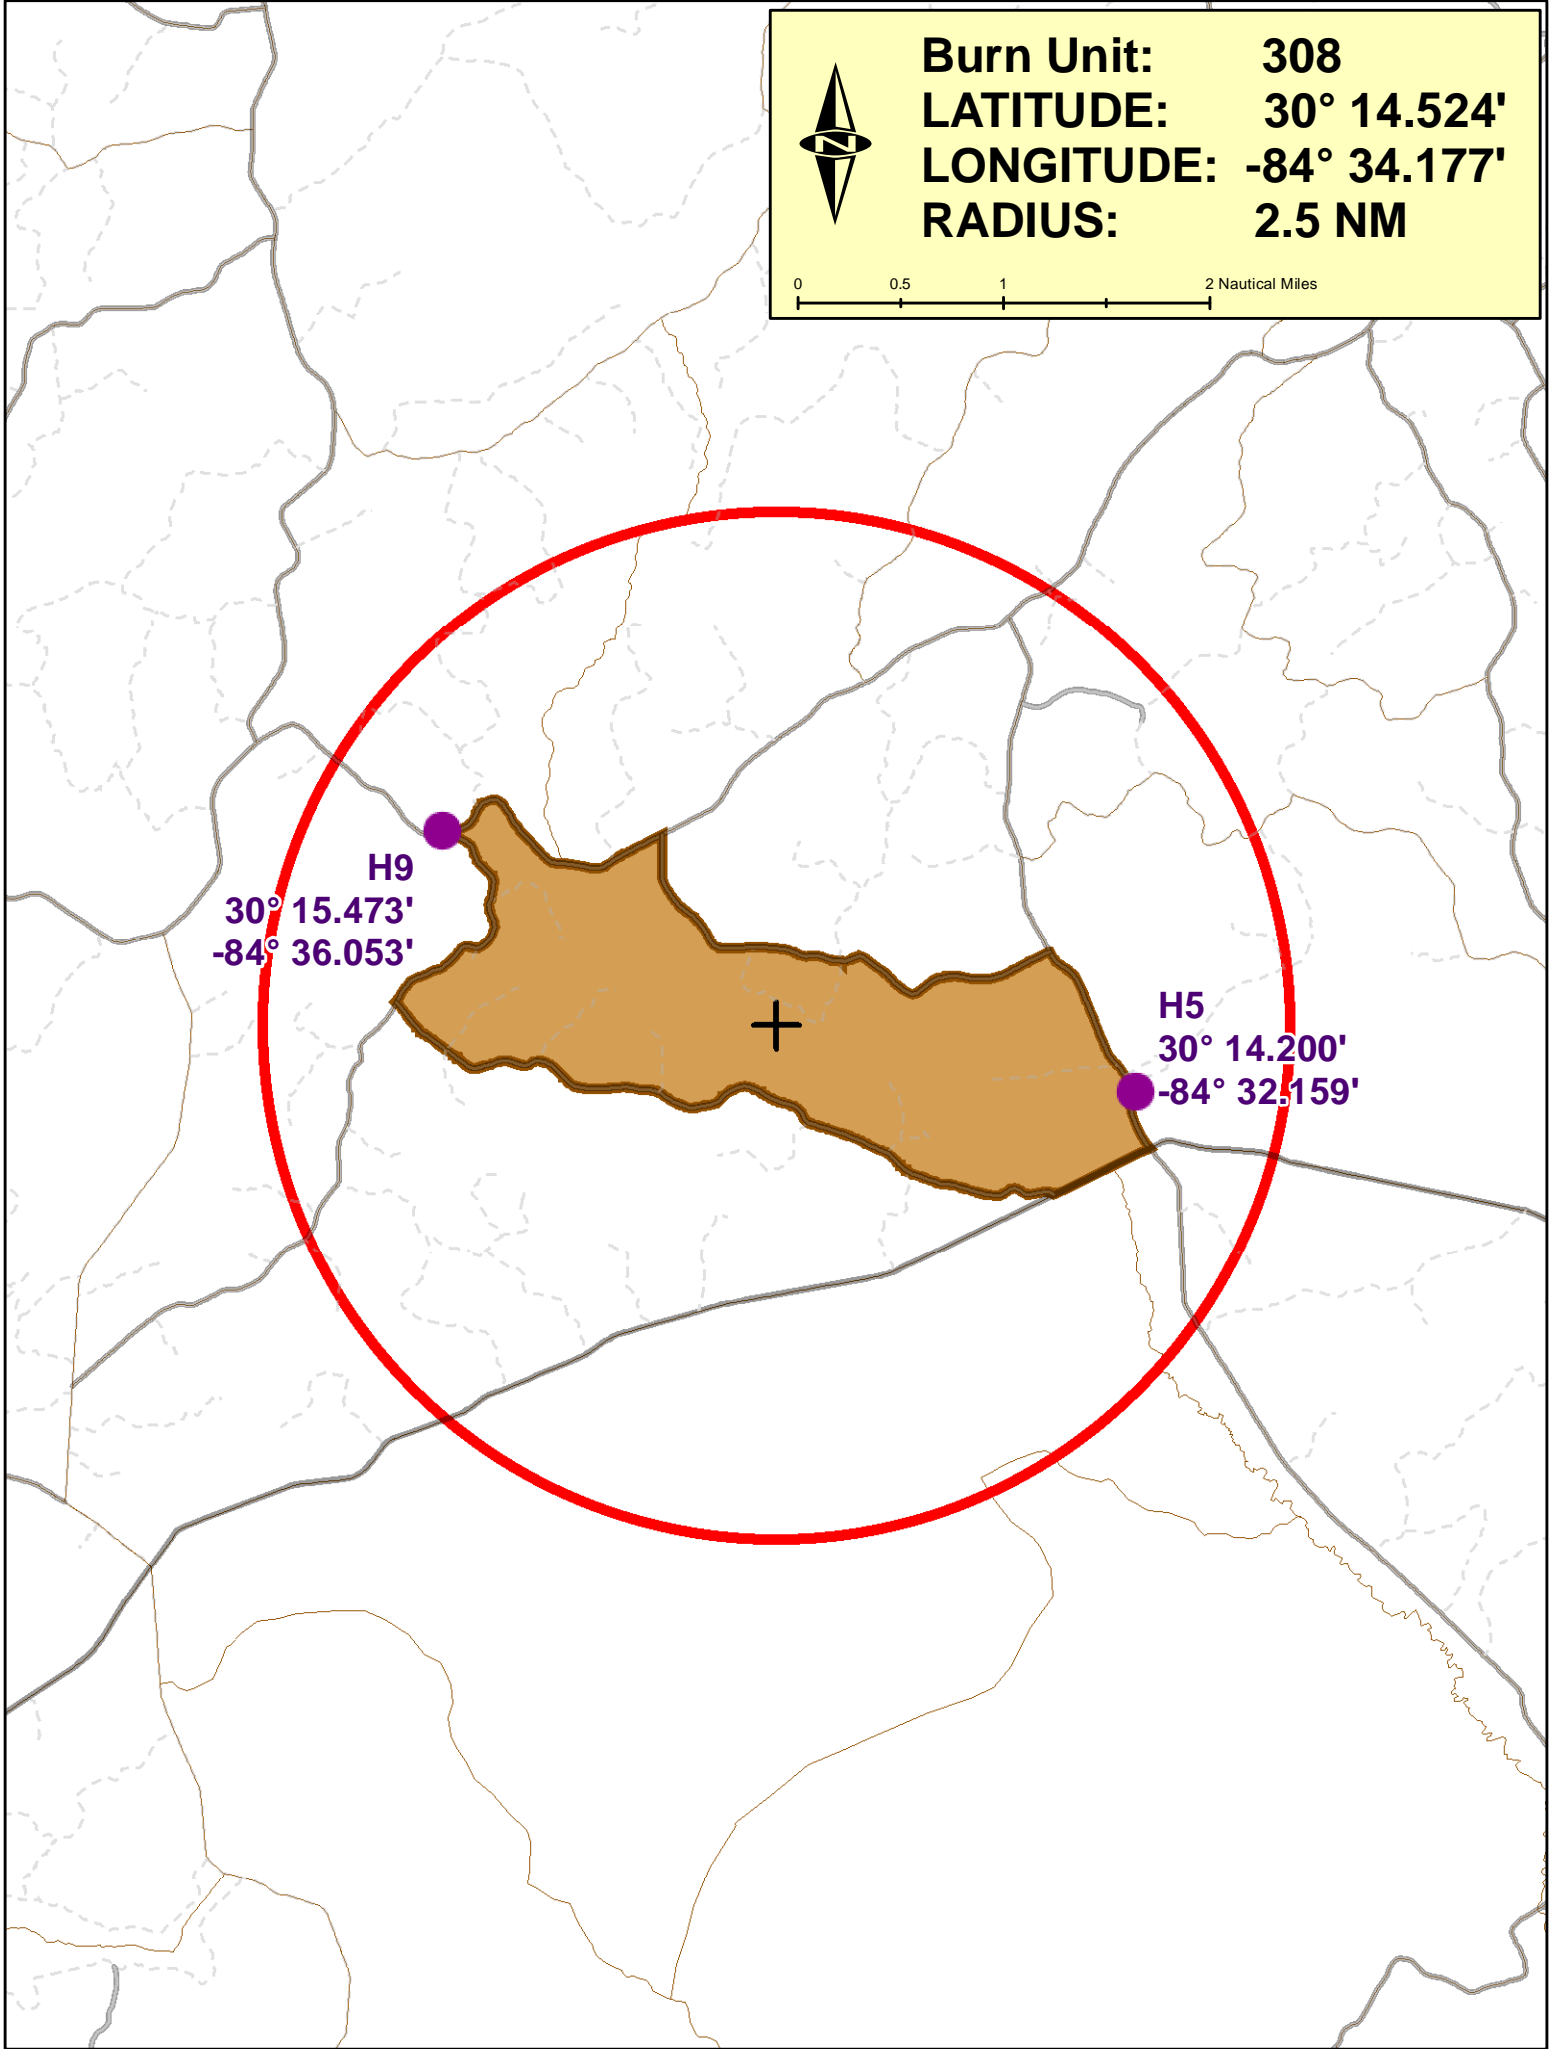 Burn Unit: 308
LATITUDE: 30° 14.524'
LONGITUDE: -84° 34.177'
RADIUS: 2.5 NM
N
0 0.5 1 2 Nautical Miles
H9
30° 15.473'
-84° 36.053'
H5
30° 14.200'
-84° 32.159'